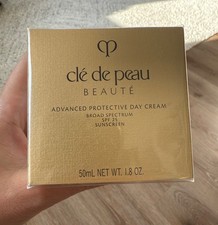 clé de peau
BEAUTÉ
ADVANCED PROTECTIVE DAY CREAM
BROAD SPECTRUM
SPF 25
SUNSCREEN
50mL NET WT. 1.8 OZ.